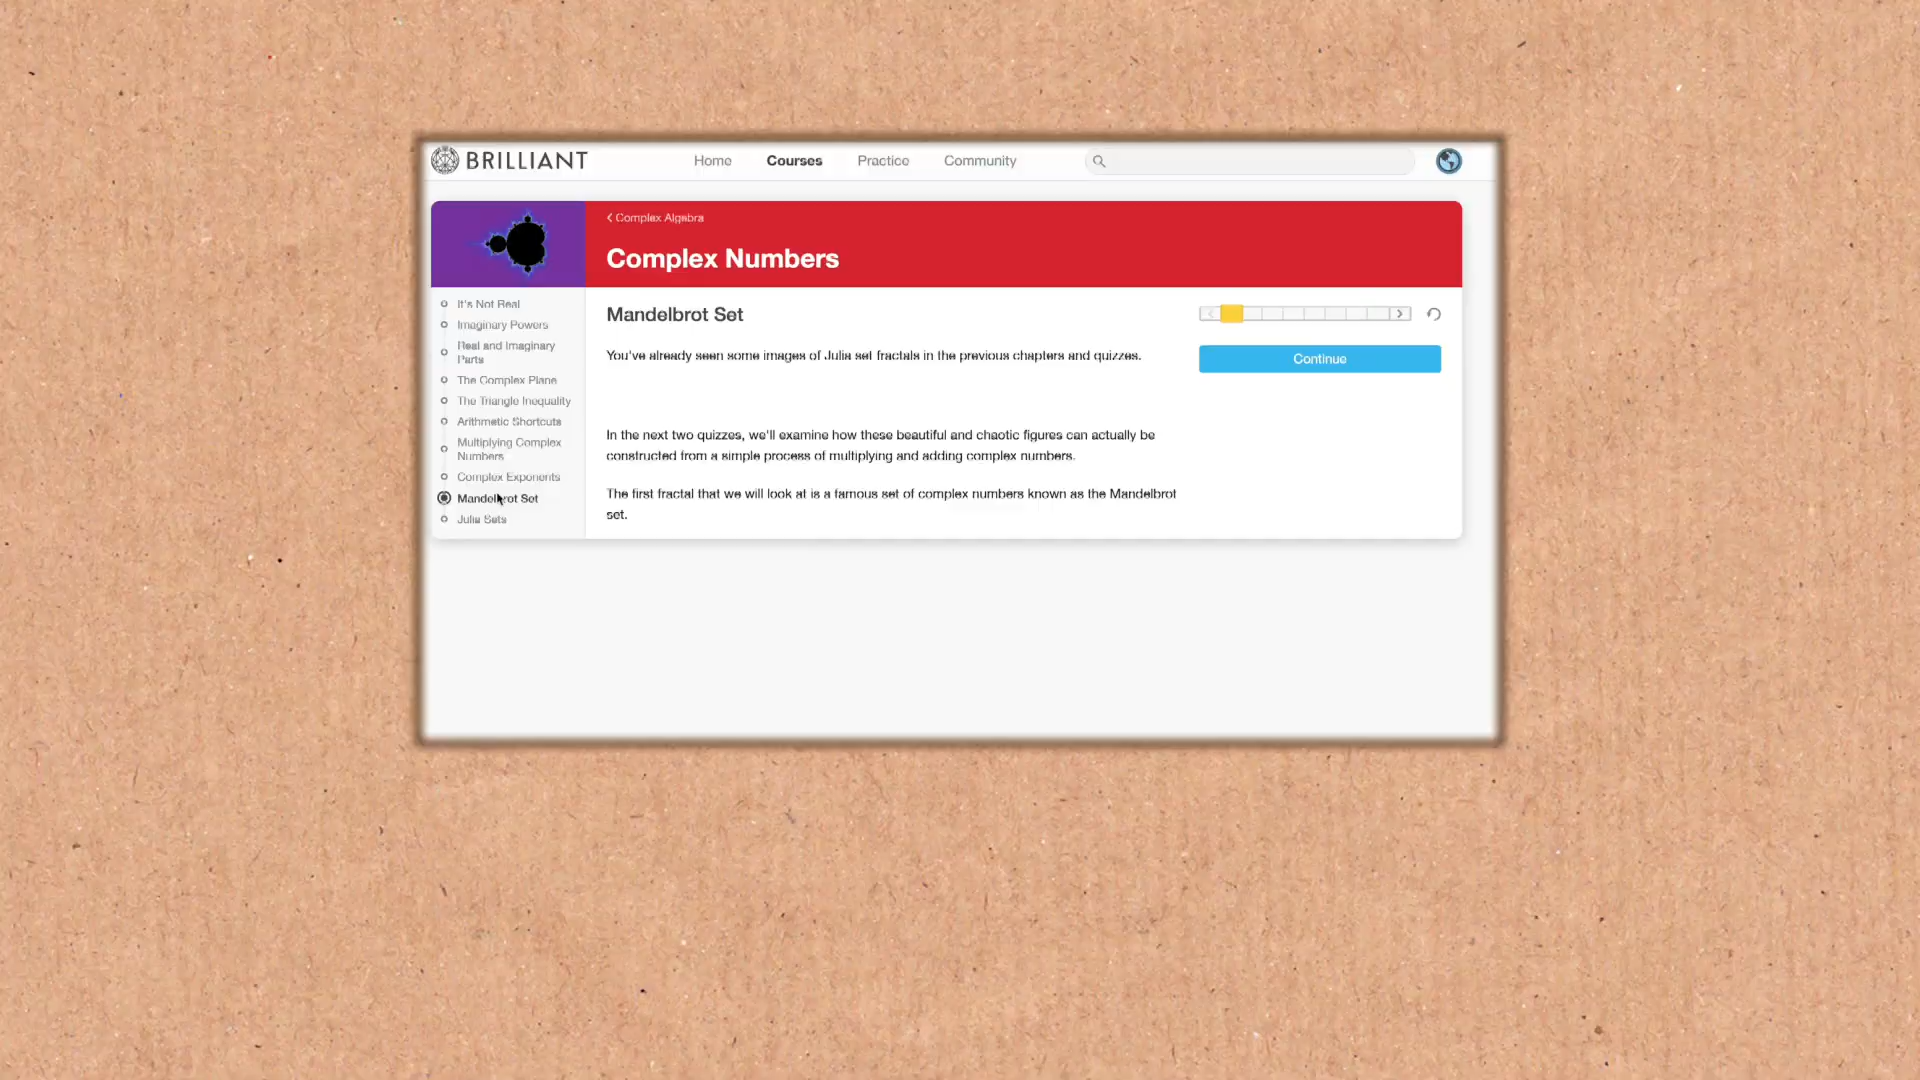 BRILLIANT
Home
Courses
Practice
Community
Complex Algebra
Complex Numbers
It's Not Real
Imaginary Powers
Real and Imaginary
Parts
The Complex Plane
The Triangle Inequality
Arithmetic Shortcuts
Multiplying Complex
Numbers
Complex Exponents
Mandelbrot Set
Julia Sets
Mandelbrot Set
You've already seen some images of Julia set fractals in the previous chapters and quizzes.
Continue
In the next two quizzes, we'll examine how these beautiful and chaotic figures can actually be
constructed from a simple process of multiplying and adding complex numbers.
The first fractal that we will look at is a famous set of complex numbers known as the Mandelbrot
set.